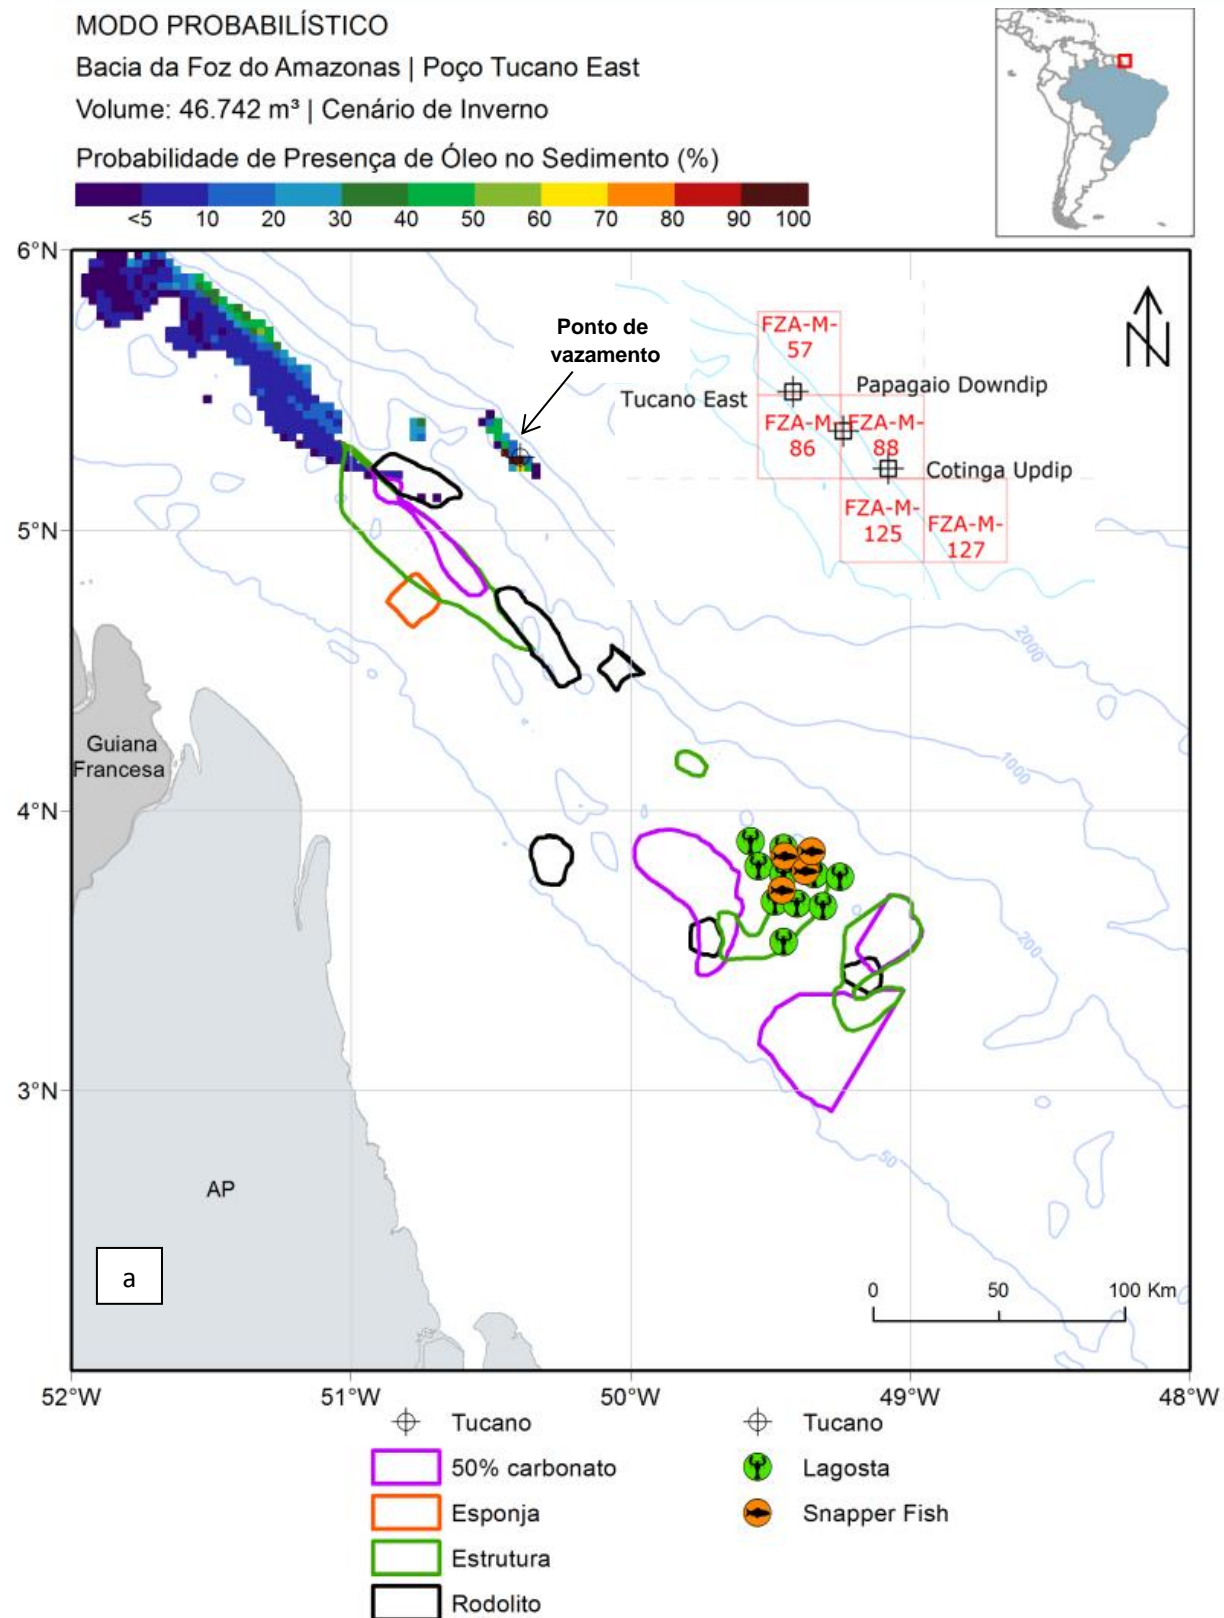 MODO PROBABILÍSTICO
Bacia da Foz do Amazonas | Poço Tucano East
Volume: 46.742 m³ | Cenário de Inverno
Probabilidade de Presença de Óleo no Sedimento (%)
<5 10 20 30 40 50 60 70 80 90 100
6°N
Ponto de
vazamento
FZA-M-
57
Tucano East
Papagaio Downdip
FZA-M-
86
FZA-M-
88
Cotinga Updip
FZA-M-
125
FZA-M-
127
N
5°N
2000
Guiana
Francesa
1000
4°N
200
3°N
50
AP
a
0 50 100 Km
52°W 51°W 50°W 49°W 48°W
Tucano
50% carbonato
Esponja
Estrutura
Rodolito
Tucano
Lagosta
Snapper Fish